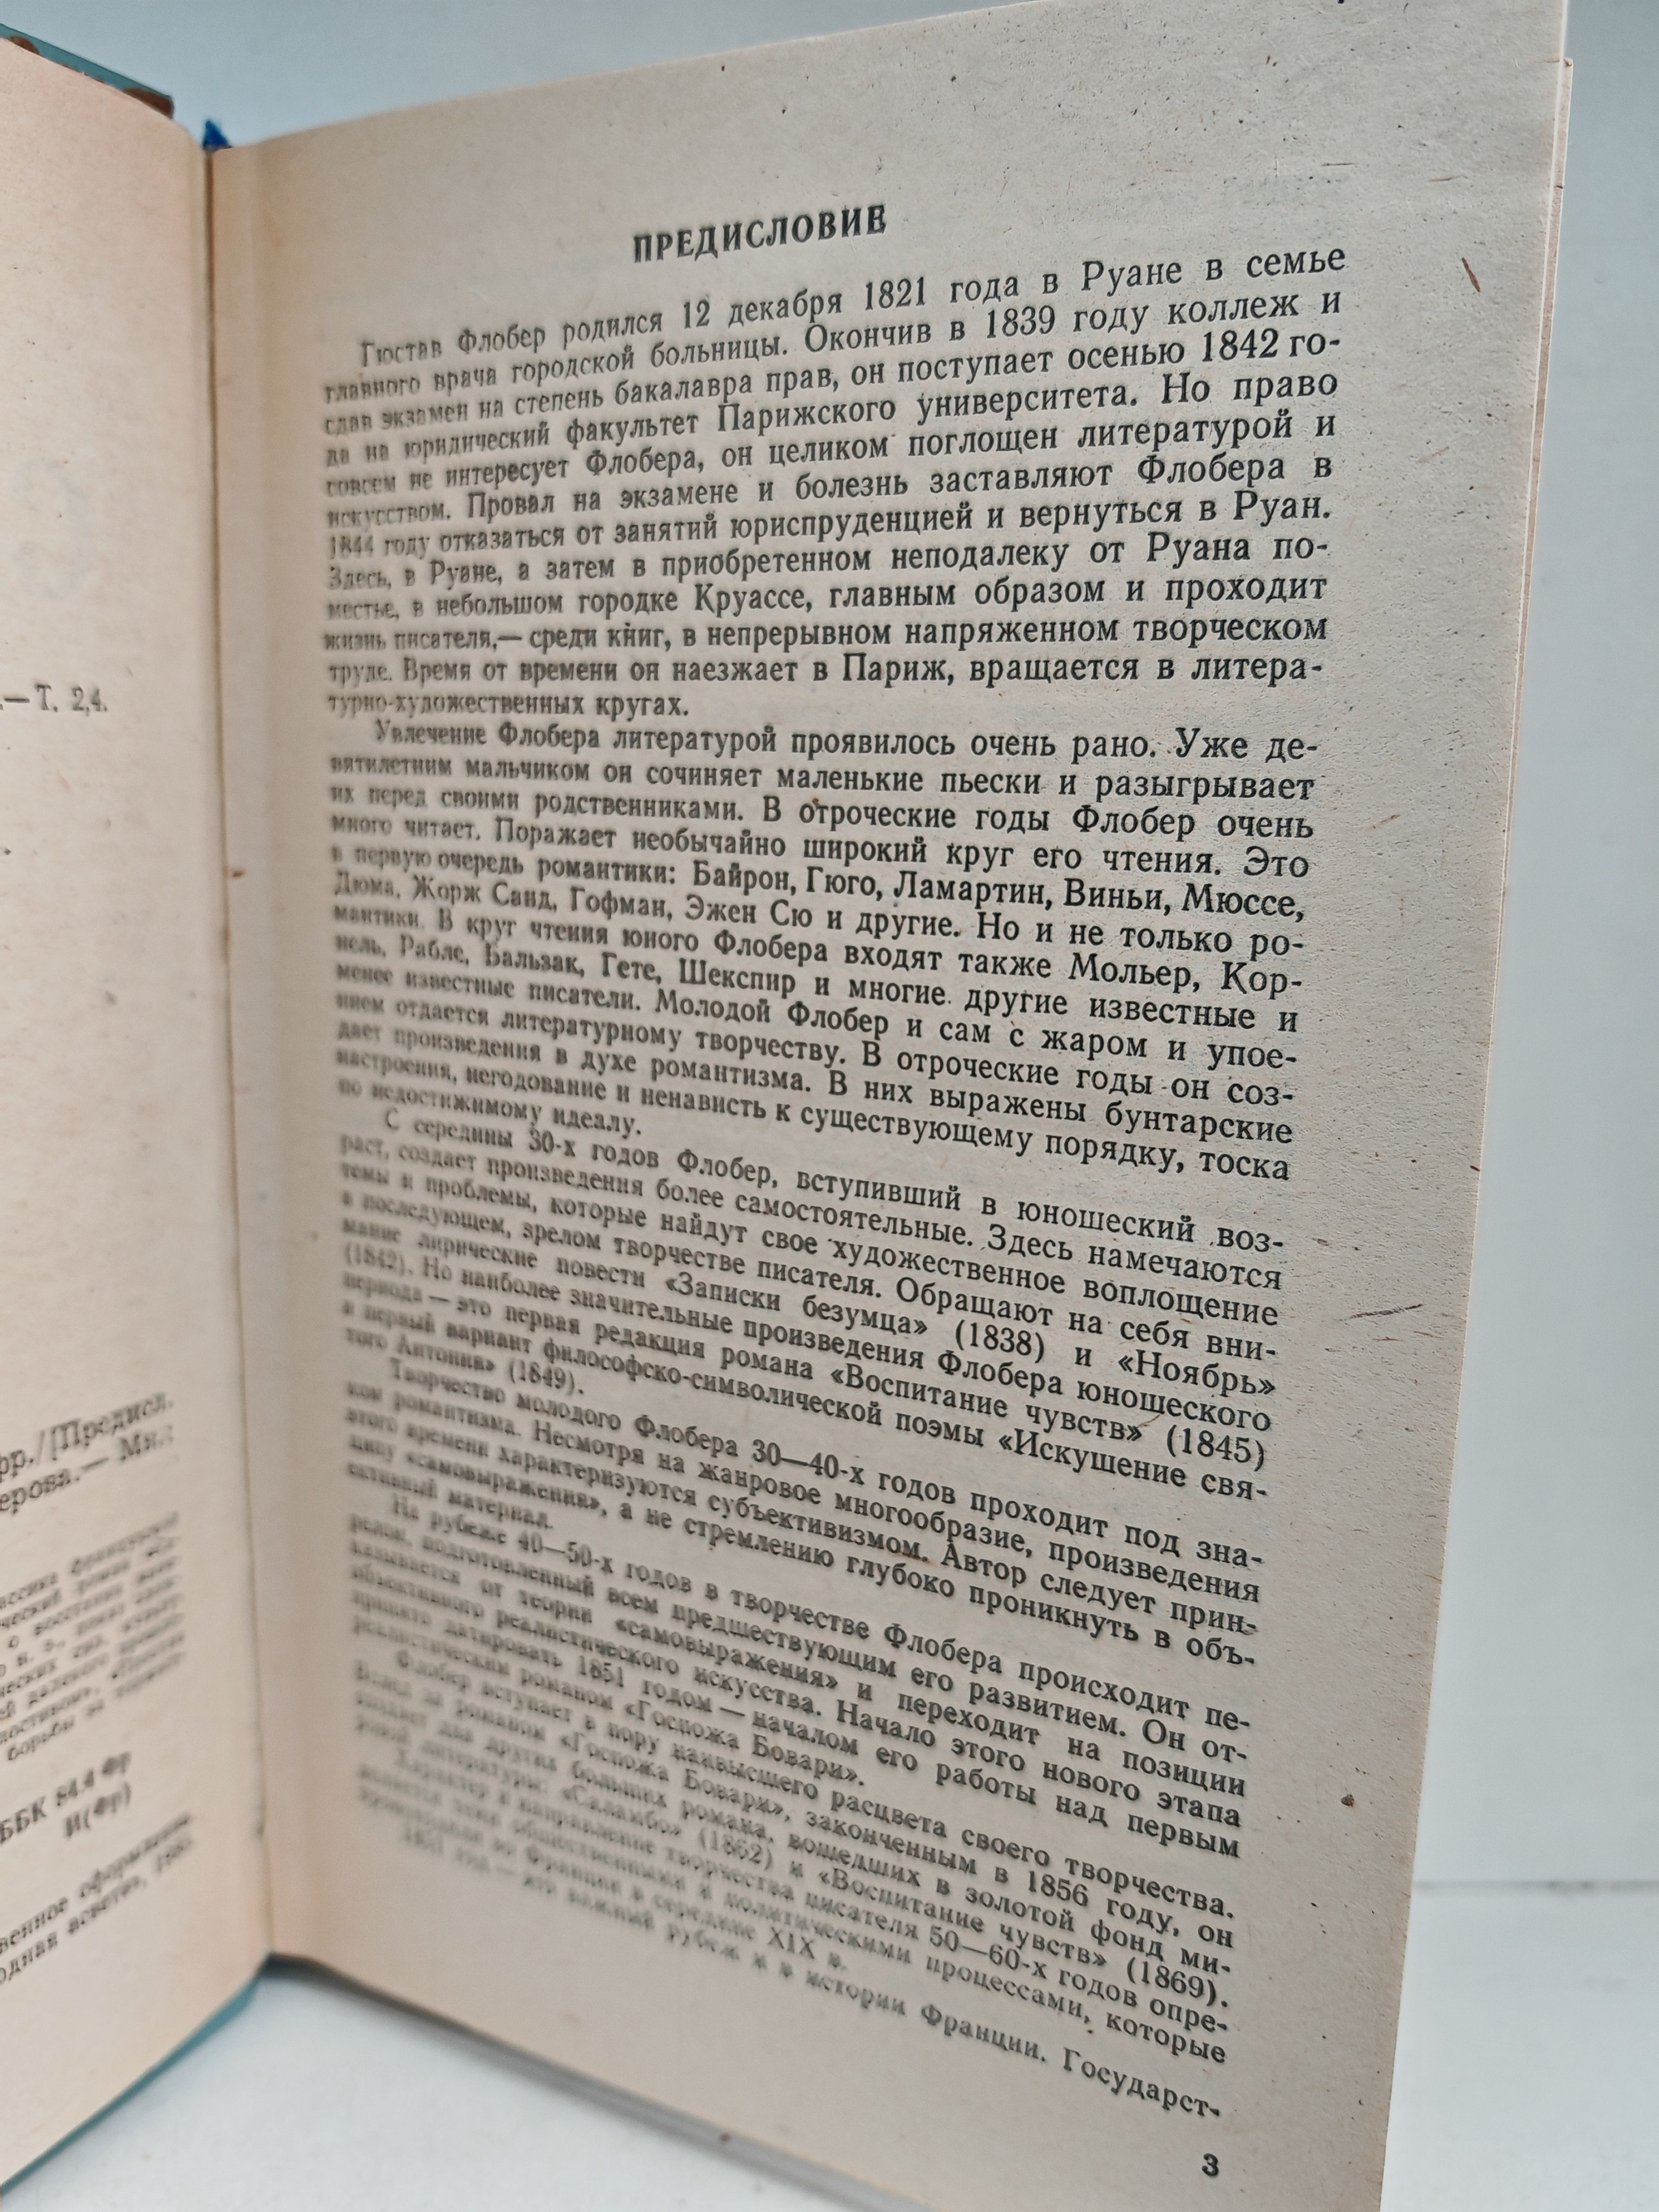 .— Т. 2,4.
фр./[Предисл.
ерова.— Мн.:
ББК 84.4 Фр
И(Фр)
ПРЕДИСЛОВИЕ
Гюстав Флобер родился 12 декабря 1821 года в Руане в семье
главного врача городской больницы. Окончив в 1839 году коллеж и
сдав экзамен на степень бакалавра прав, он поступает осенью 1842 го-
да на юридический факультет Парижского университета. Но право
совсем не интересует Флобера, он целиком поглощен литературой и
искусством. Провал на экзамене и болезнь заставляют Флобера в
1844 году отказаться от занятий юриспруденцией и вернуться в Руан.
Здесь, в Руане, а затем в приобретенном неподалеку от Руана по-
местье, в небольшом городке Круассе, главным образом и проходит
жизнь писателя,— среди книг, в непрерывном напряженном творческом
труде. Время от времени он наезжает в Париж, вращается в литера-
турно-художественных кругах.
Увлечение Флобера литературой проявилось очень рано. Уже де-
вятилетним мальчиком он сочиняет маленькие пьески и разыгрывает
их перед своими родственниками. В отроческие годы Флобер очень
много читает. Поражает необычайно широкий круг его чтения. Это
в первую очередь романтики: Байрон, Гюго, Ламартин, Виньи, Мюссе,
Дюма, Жорж Санд, Гофман, Эжен Сю и другие. Но и не только ро-
мантики. В круг чтения юного Флобера входят также Мольер, Кор-
нель, Рабле, Бальзак, Гете, Шекспир и многие другие известные и
менее известные писатели. Молодой Флобер и сам с жаром и упое-
нием отдается литературному творчеству. В отроческие годы он соз-
дает произведения в духе романтизма. В них выражены бунтарские
настроения, негодование и ненависть к существующему порядку, тоска
по недостижимому идеалу.
С середины 30-х годов Флобер, вступивший в юношеский воз-
раст, создает произведения более самостоятельные. Здесь намечаются
темы и проблемы, которые найдут свое художественное воплощение
в последующем, зрелом творчестве писателя. Обращают на себя вни-
мание лирические повести «Записки безумца» (1838) и «Ноябрь»
(1842). Но наиболее значительные произведения Флобера юношеского
периода — это первая редакция романа «Воспитание чувств» (1845)
и первый вариант философско-символической поэмы «Искушение свя-
того Антония» (1849).
Творчество молодого Флобера 30—40-х годов проходит под зна-
ком романтизма. Несмотря на жанровое многообразие, произведения
этого времени характеризуются субъективизмом. Автор следует прин-
ципу «самовыражения», а не стремлению глубоко проникнуть в объ-
ективный материал.
На рубеже 40—50-х годов в творчестве Флобера происходит пе-
релом, подготовленный всем предшествующим его развитием. Он от-
казывается от теории «самовыражения» и переходит на позиции
объективного реалистического искусства. Начало этого нового этапа
принято датировать 1851 годом — началом его работы над первым
реалистическим романом «Госпожа Бовари».
Флобер вступает в пору наивысшего расцвета своего творчества.
Вслед за романом «Госпожа Бовари», законченным в 1856 году, он
создает два других больших романа, вошедших в золотой фонд ми-
ровой литературы: «Саламбо» (1862) и «Воспитание чувств» (1869).
Характер и направление творчества писателя 50—60-х годов опре-
деляется теми общественными и политическими процессами, которые
происходили во Франции в середине XIX в.
1851 год — это важный рубеж и в истории Франции. Государст-
3